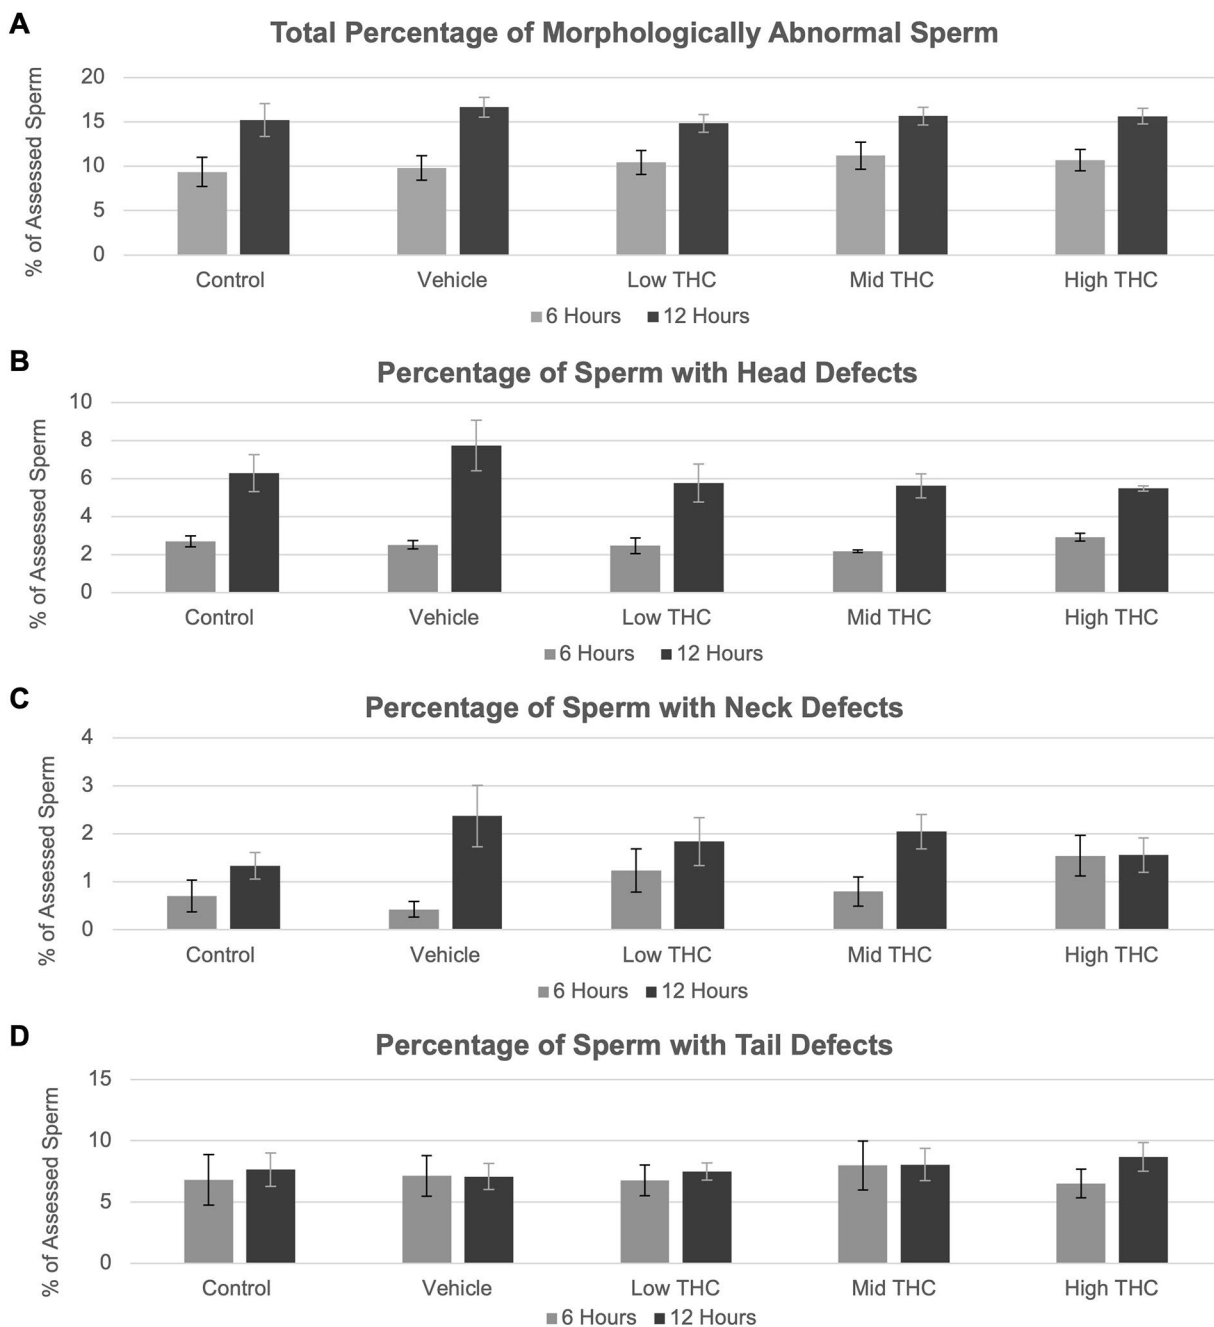 A
Total Percentage of Morphologically Abnormal Sperm
% of Assessed Sperm
20
15
10
5
0
Control Vehicle Low THC Mid THC High THC
6 Hours 12 Hours
B
Percentage of Sperm with Head Defects
% of Assessed Sperm
10
8
6
4
2
0
Control Vehicle Low THC Mid THC High THC
6 Hours 12 Hours
C
Percentage of Sperm with Neck Defects
% of Assessed Sperm
4
3
2
1
0
Control Vehicle Low THC Mid THC High THC
6 Hours 12 Hours
D
Percentage of Sperm with Tail Defects
% of Assessed Sperm
15
10
5
0
Control Vehicle Low THC Mid THC High THC
6 Hours 12 Hours